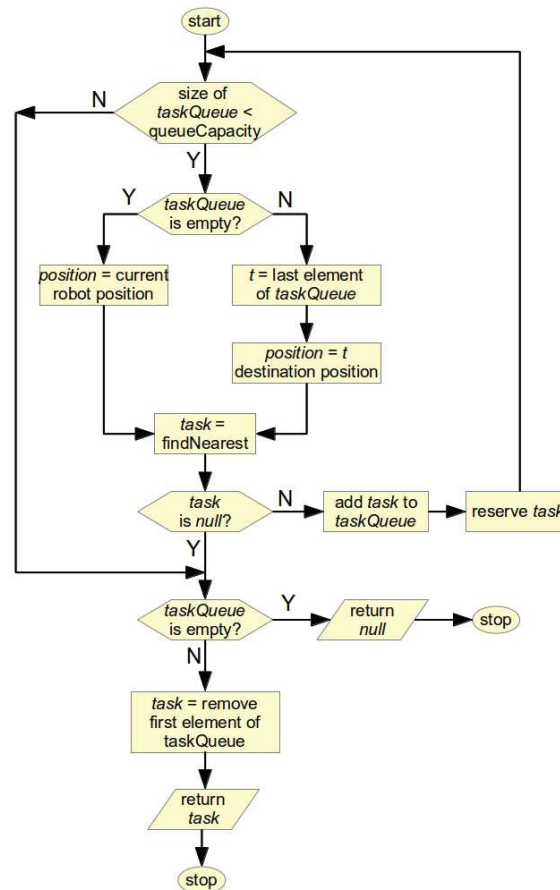 start
N
size of
taskQueue <
queueCapacity
Y
Y
taskQueue
is empty?
N
position = current
robot position
t = last element
of taskQueue
position = t
destination position
task =
findNearest
task
is null?
N
add task to
taskQueue
reserve task
Y
taskQueue
is empty?
Y
return
null
stop
N
task = remove
first element of
taskQueue
return
task
stop